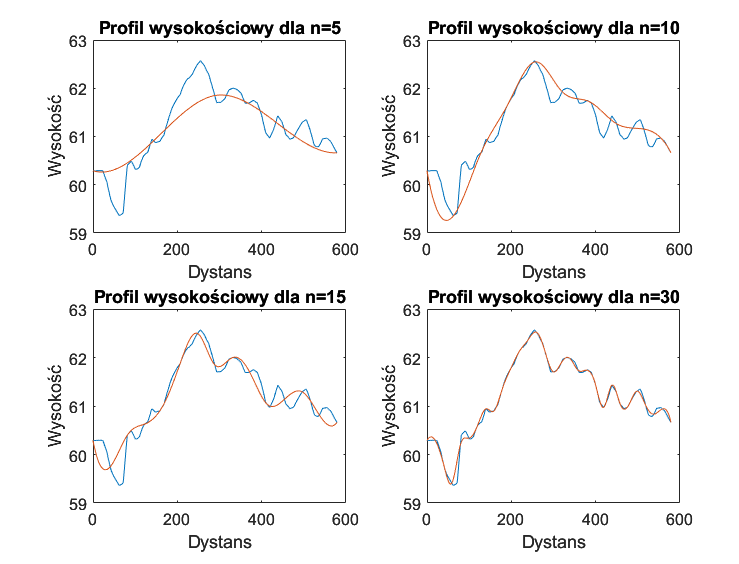 Profil wysokościowy dla n=5
Wysokość
63
62
61
60
59
0 200 400 600
Dystans
Profil wysokościowy dla n=10
Wysokość
63
62
61
60
59
0 200 400 600
Dystans
Profil wysokościowy dla n=15
Wysokość
63
62
61
60
59
0 200 400 600
Dystans
Profil wysokościowy dla n=30
Wysokość
63
62
61
60
59
0 200 400 600
Dystans